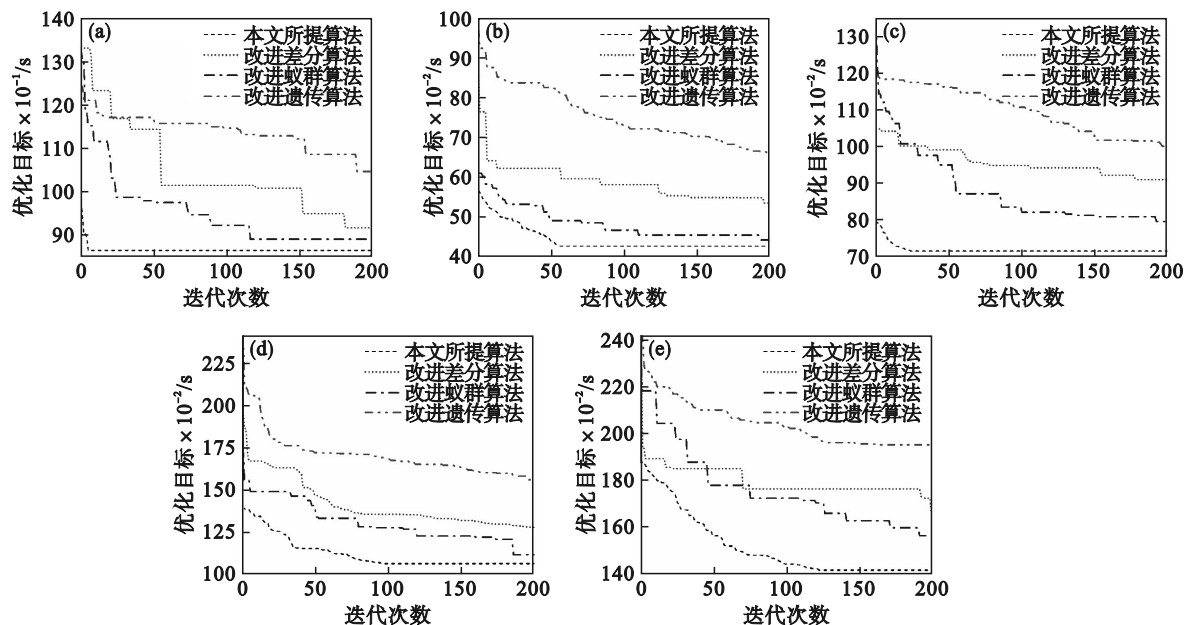 (a)
本文所提算法
改进差分算法
改进蚁群算法
改进遗传算法
优化目标×10⁻¹/s
140
130
120
110
100
90
0 50 100 150 200
迭代次数
(b)
本文所提算法
改进差分算法
改进蚁群算法
改进遗传算法
优化目标×10⁻²/s
100
90
80
70
60
50
40
0 50 100 150 200
迭代次数
(c)
本文所提算法
改进差分算法
改进蚁群算法
改进遗传算法
优化目标×10⁻²/s
130
120
110
100
90
80
70
0 50 100 150 200
迭代次数
(d)
本文所提算法
改进差分算法
改进蚁群算法
改进遗传算法
优化目标×10⁻²/s
225
200
175
150
125
100
0 50 100 150 200
迭代次数
(e)
本文所提算法
改进差分算法
改进蚁群算法
改进遗传算法
优化目标×10⁻²/s
240
220
200
180
160
140
0 50 100 150 200
迭代次数